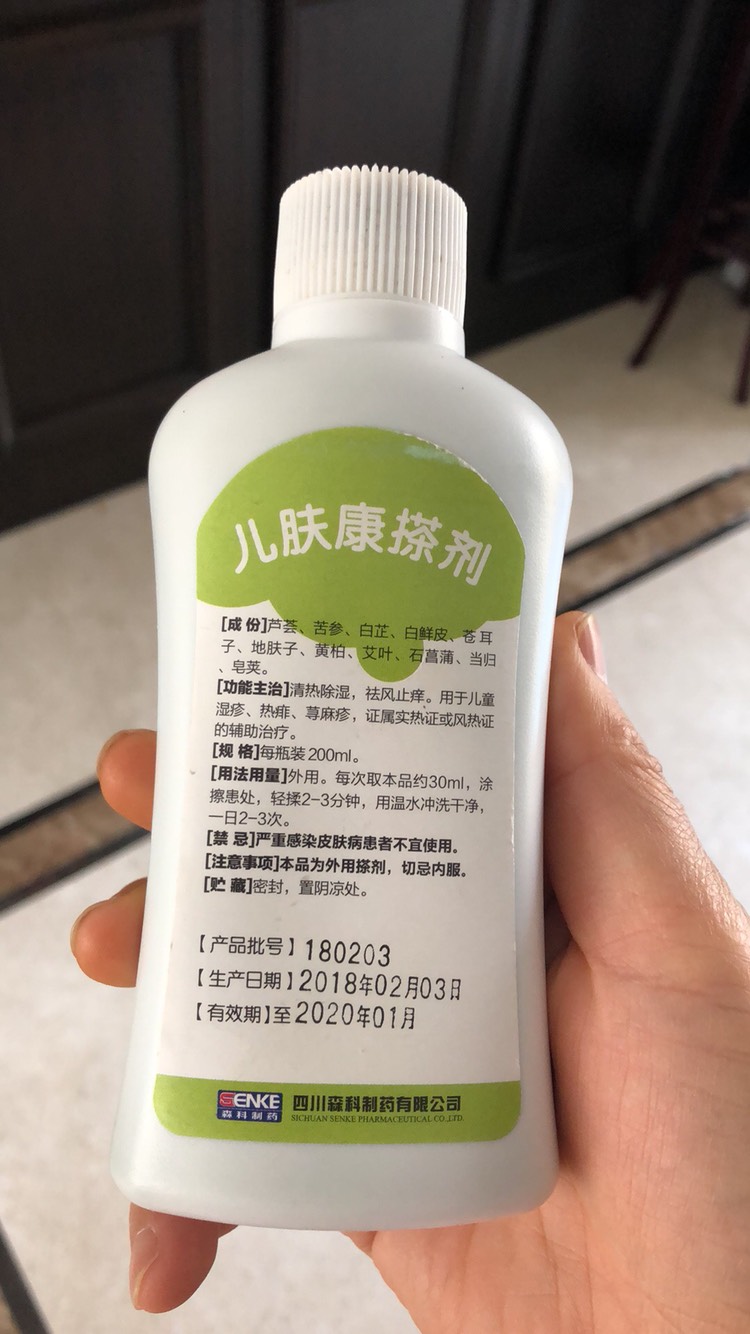 儿肤康搽剂
[成份]芦荟、苦参、白芷、白鲜皮、苍耳
子、地肤子、黄柏、艾叶、石菖蒲、当归
、皂荚。
[功能主治]清热除湿，祛风止痒。用于儿童
湿疹、热痱、荨麻疹，证属实热证或风热证
的辅助治疗。
[规格]每瓶装200ml。
[用法用量]外用。每次取本品约30ml，涂
擦患处，轻揉2-3分钟，用温水冲洗干净，
一日2-3次。
[禁忌]严重感染皮肤病患者不宜使用。
[注意事项]本品为外用搽剂，切忌内服。
[贮藏]密封，置阴凉处。
【产品批号】180203
【生产日期】2018年02月03日
【有效期】至2020年01月
SENKE 四川森科制药有限公司
森科制药 SICHUAN SENKE PHARMACEUTICAL CO.,LTD.